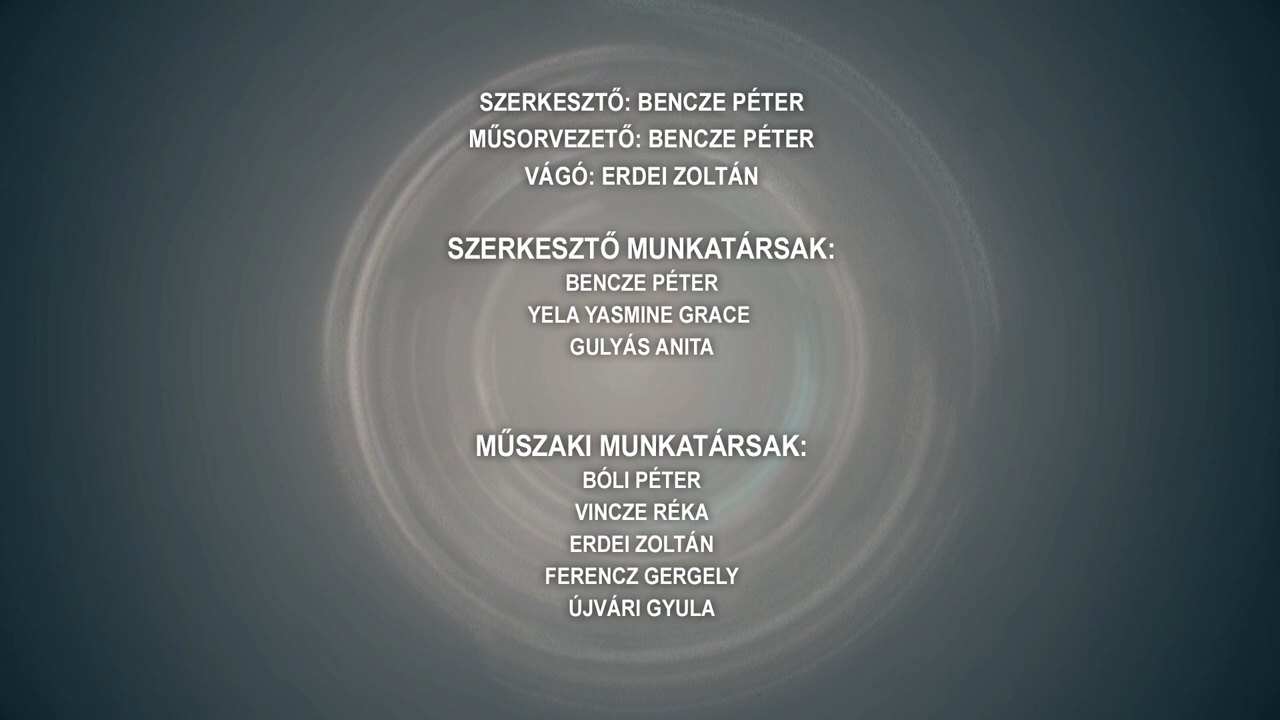 SZERKESZTŐ: BENCZE PÉTER
MŰSORVEZETŐ: BENCZE PÉTER
VÁGÓ: ERDEI ZOLTÁN
SZERKESZTŐ MUNKATÁRSAK:
BENCZE PÉTER
YELA YASMINE GRACE
GULYÁS ANITA
MŰSZAKI MUNKATÁRSAK:
BÓLI PÉTER
VINCZE RÉKA
ERDEI ZOLTÁN
FERENCZ GERGELY
ÚJVÁRI GYULA